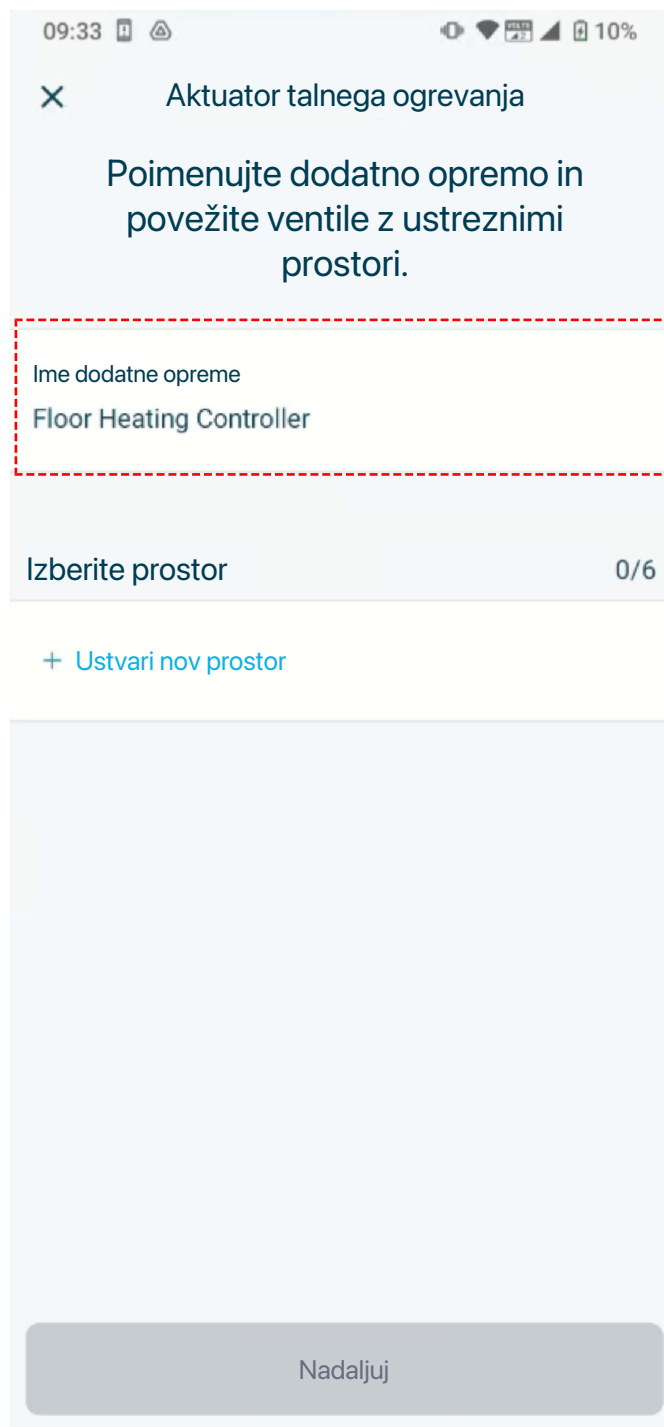 09:33 10%
Aktuator talnega ogrevanja
Poimenujte dodatno opremo in
povežite ventile z ustreznimi
prostori.
Ime dodatne opreme
Floor Heating Controller
Izberite prostor 0/6
+ Ustvari nov prostor
Nadaljuj